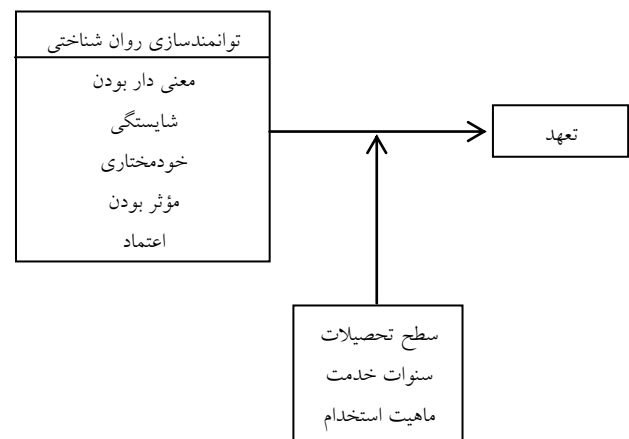 توانمندسازی روان شناختی
معنی دار بودن
شایستگی
خودمختاری
مؤثر بودن
اعتماد
تعهد
سطح تحصیلات
سنوات خدمت
ماهیت استخدام